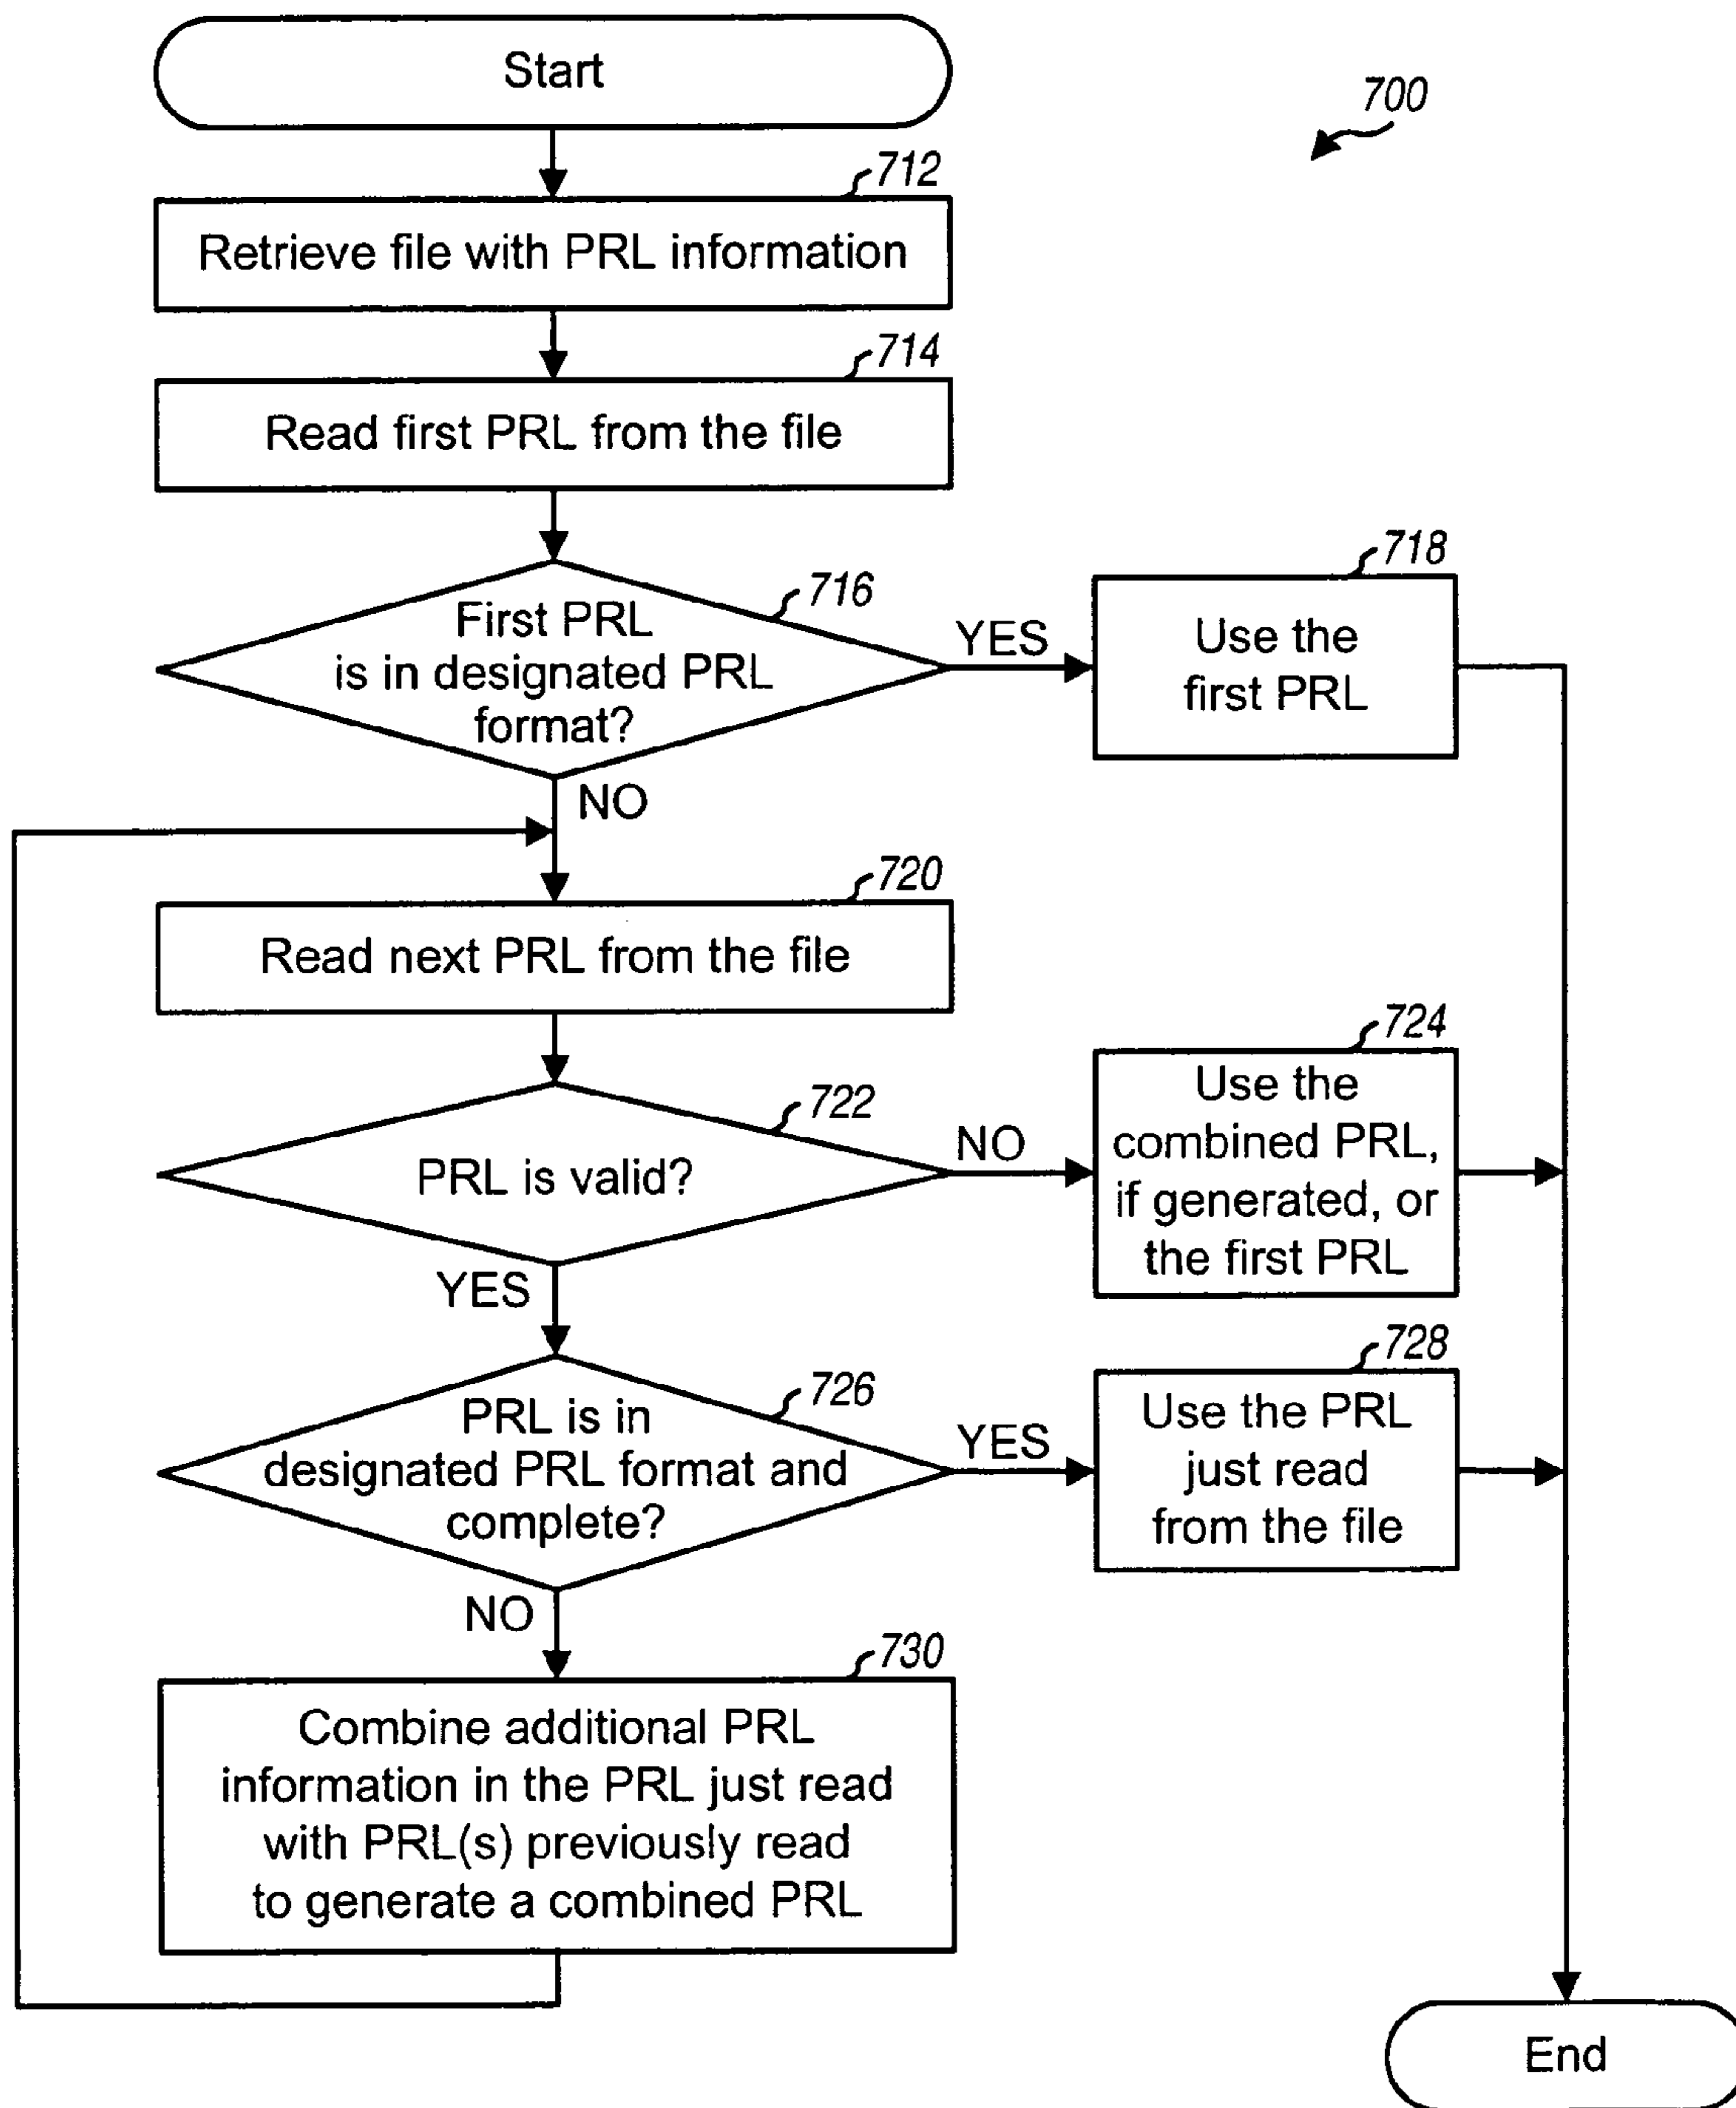 Start
700
712
Retrieve file with PRL information
714
Read first PRL from the file
716
First PRL
is in designated PRL
format?
YES
718
Use the
first PRL
NO
720
Read next PRL from the file
722
PRL is valid?
NO
724
Use the
combined PRL,
if generated, or
the first PRL
YES
726
PRL is in
designated PRL format and
complete?
YES
728
Use the PRL
just read
from the file
NO
730
Combine additional PRL
information in the PRL just read
with PRL(s) previously read
to generate a combined PRL
End